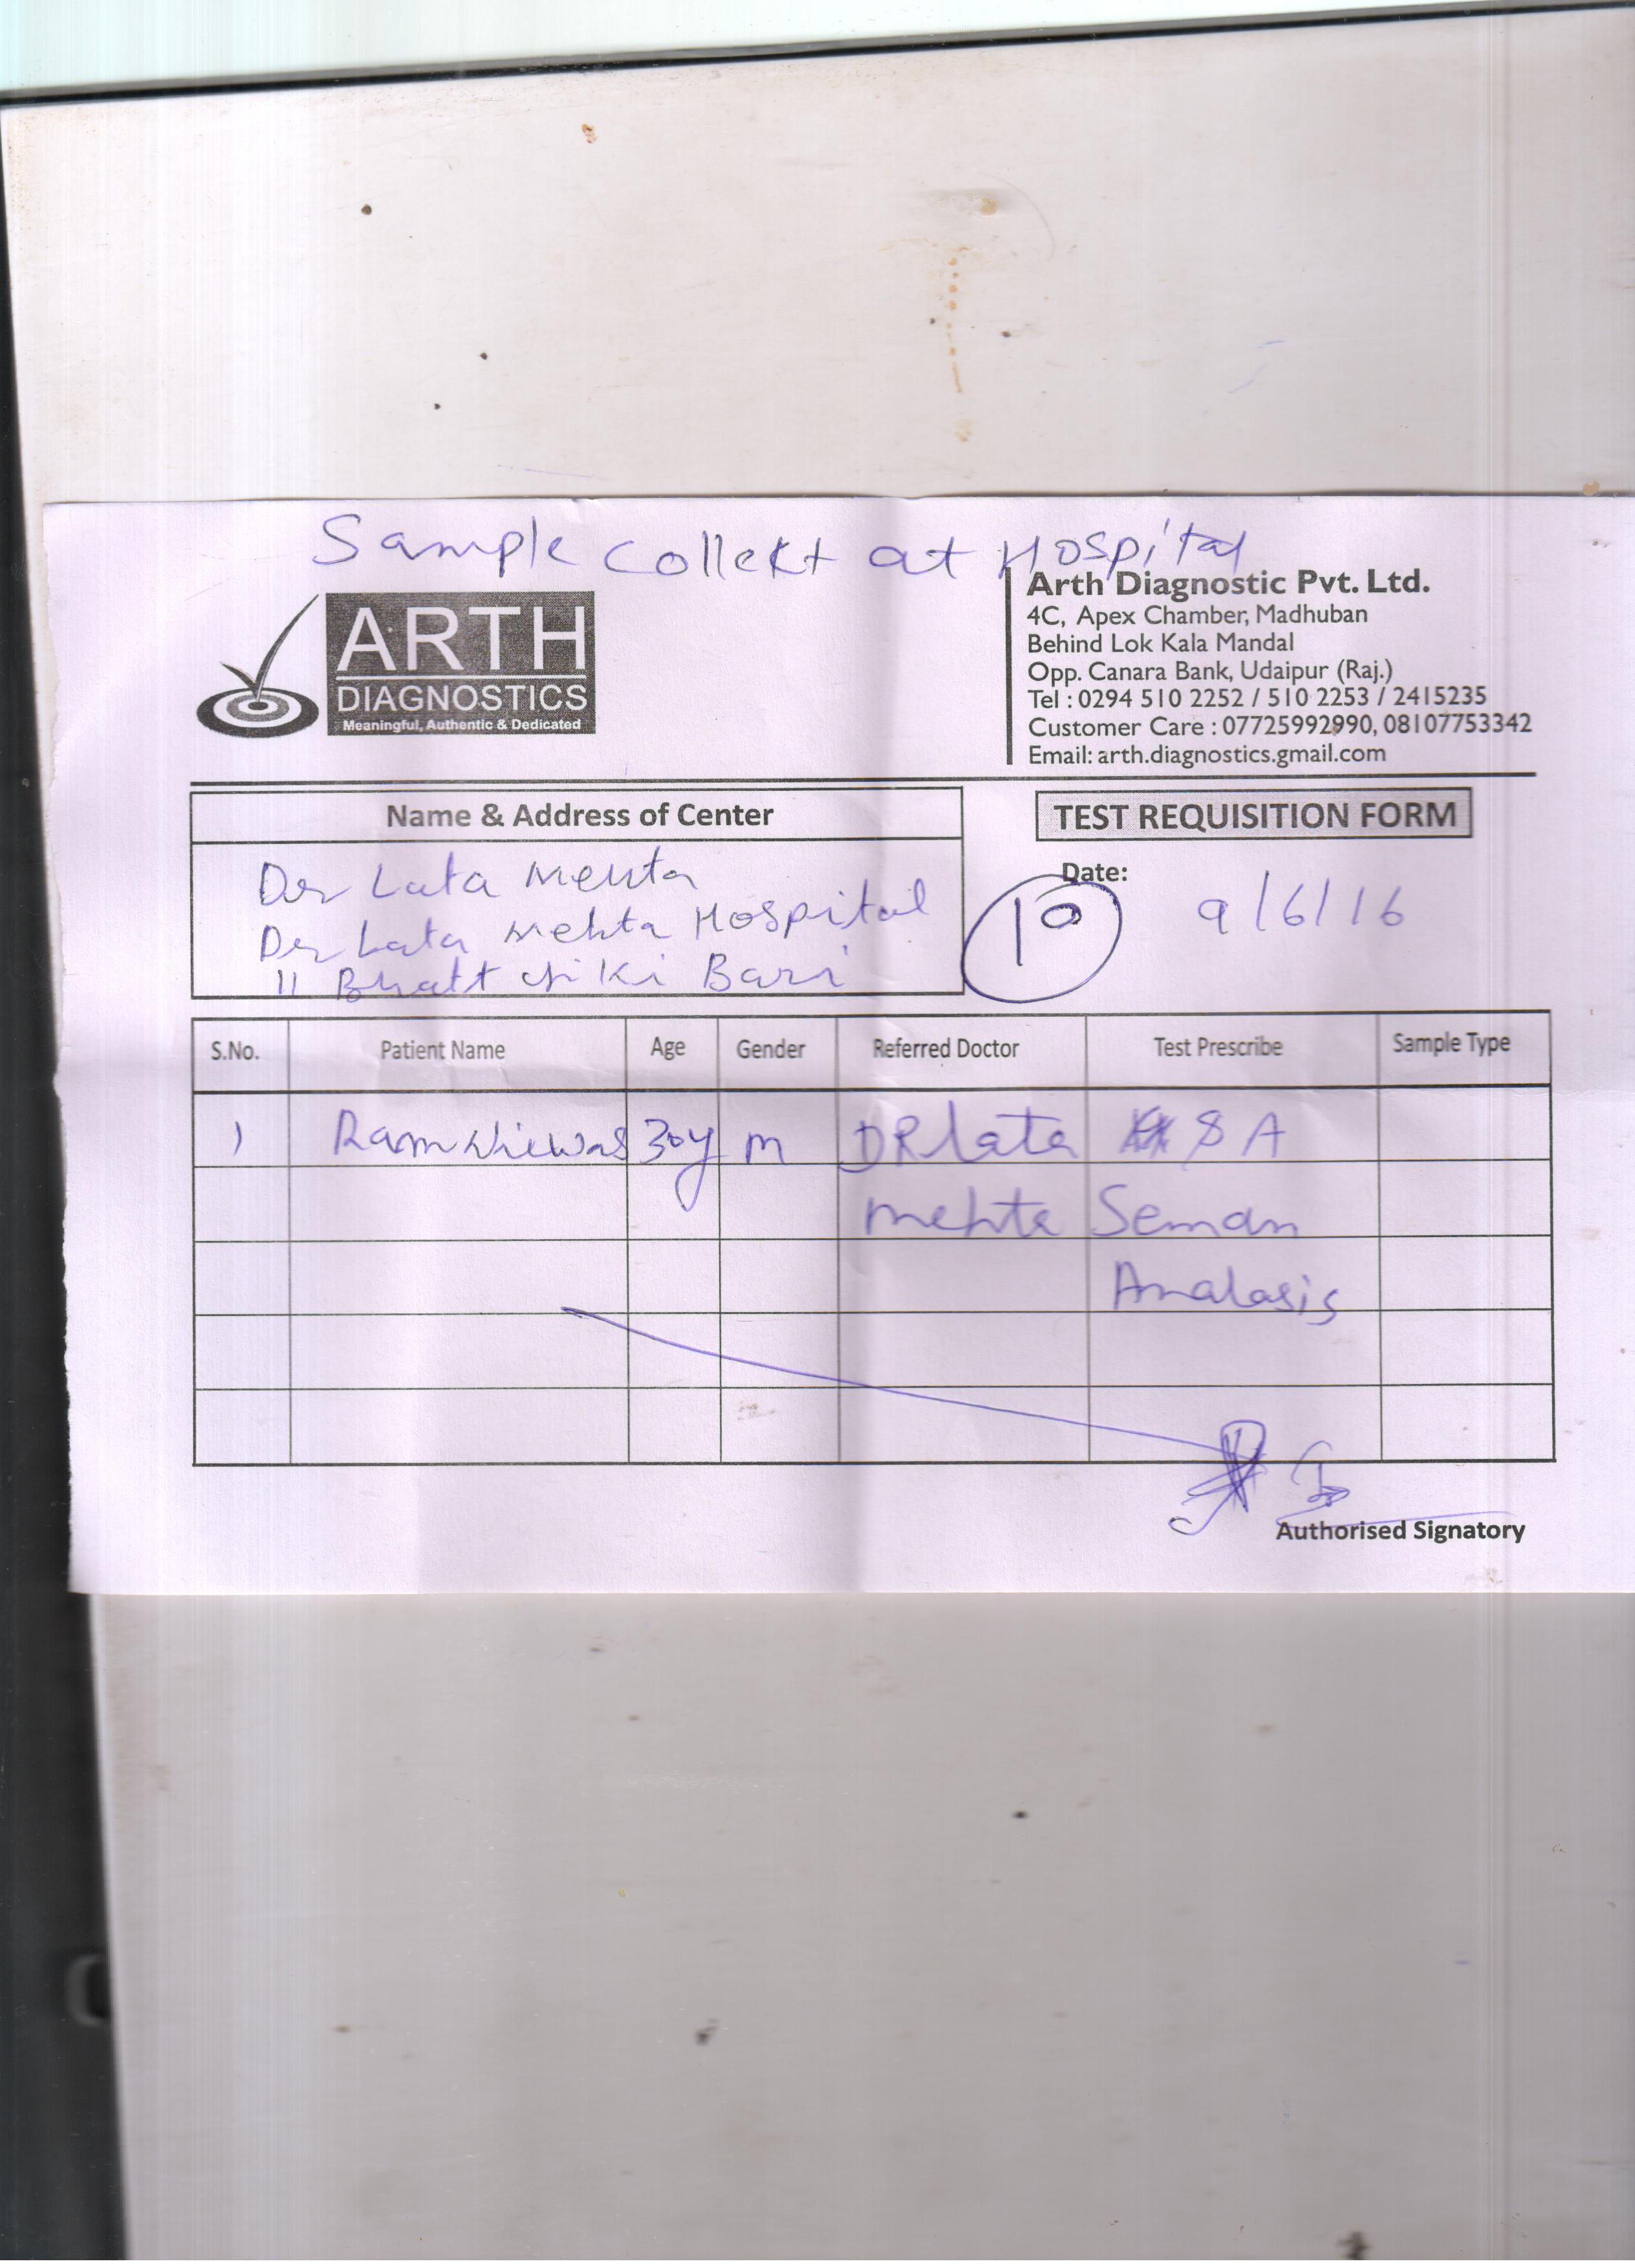 Sample Collekt at Hospital
ARTH
DIAGNOSTICS
Meaningful, Authentic & Dedicated
Arth Diagnostic Pvt. Ltd.
4C, Apex Chamber, Madhuban
Behind Lok Kala Mandal
Opp. Canara Bank, Udaipur (Raj.)
Tel : 0294 510 2252 / 510 2253 / 2415235
Customer Care : 07725992990, 08107753342
Email: arth.diagnostics.gmail.com
Name & Address of Center
TEST REQUISITION FORM
Dr Lata Mehta
Dr Lata Mehta Hospital
11 Bhatt Ki Bari
Date: 9/6/16
10
S.No. Patient Name Age Gender Referred Doctor Test Prescribe Sample Type
1 Ram 30y m DR lata S A
mehta Seman
Analasis
Authorised Signatory